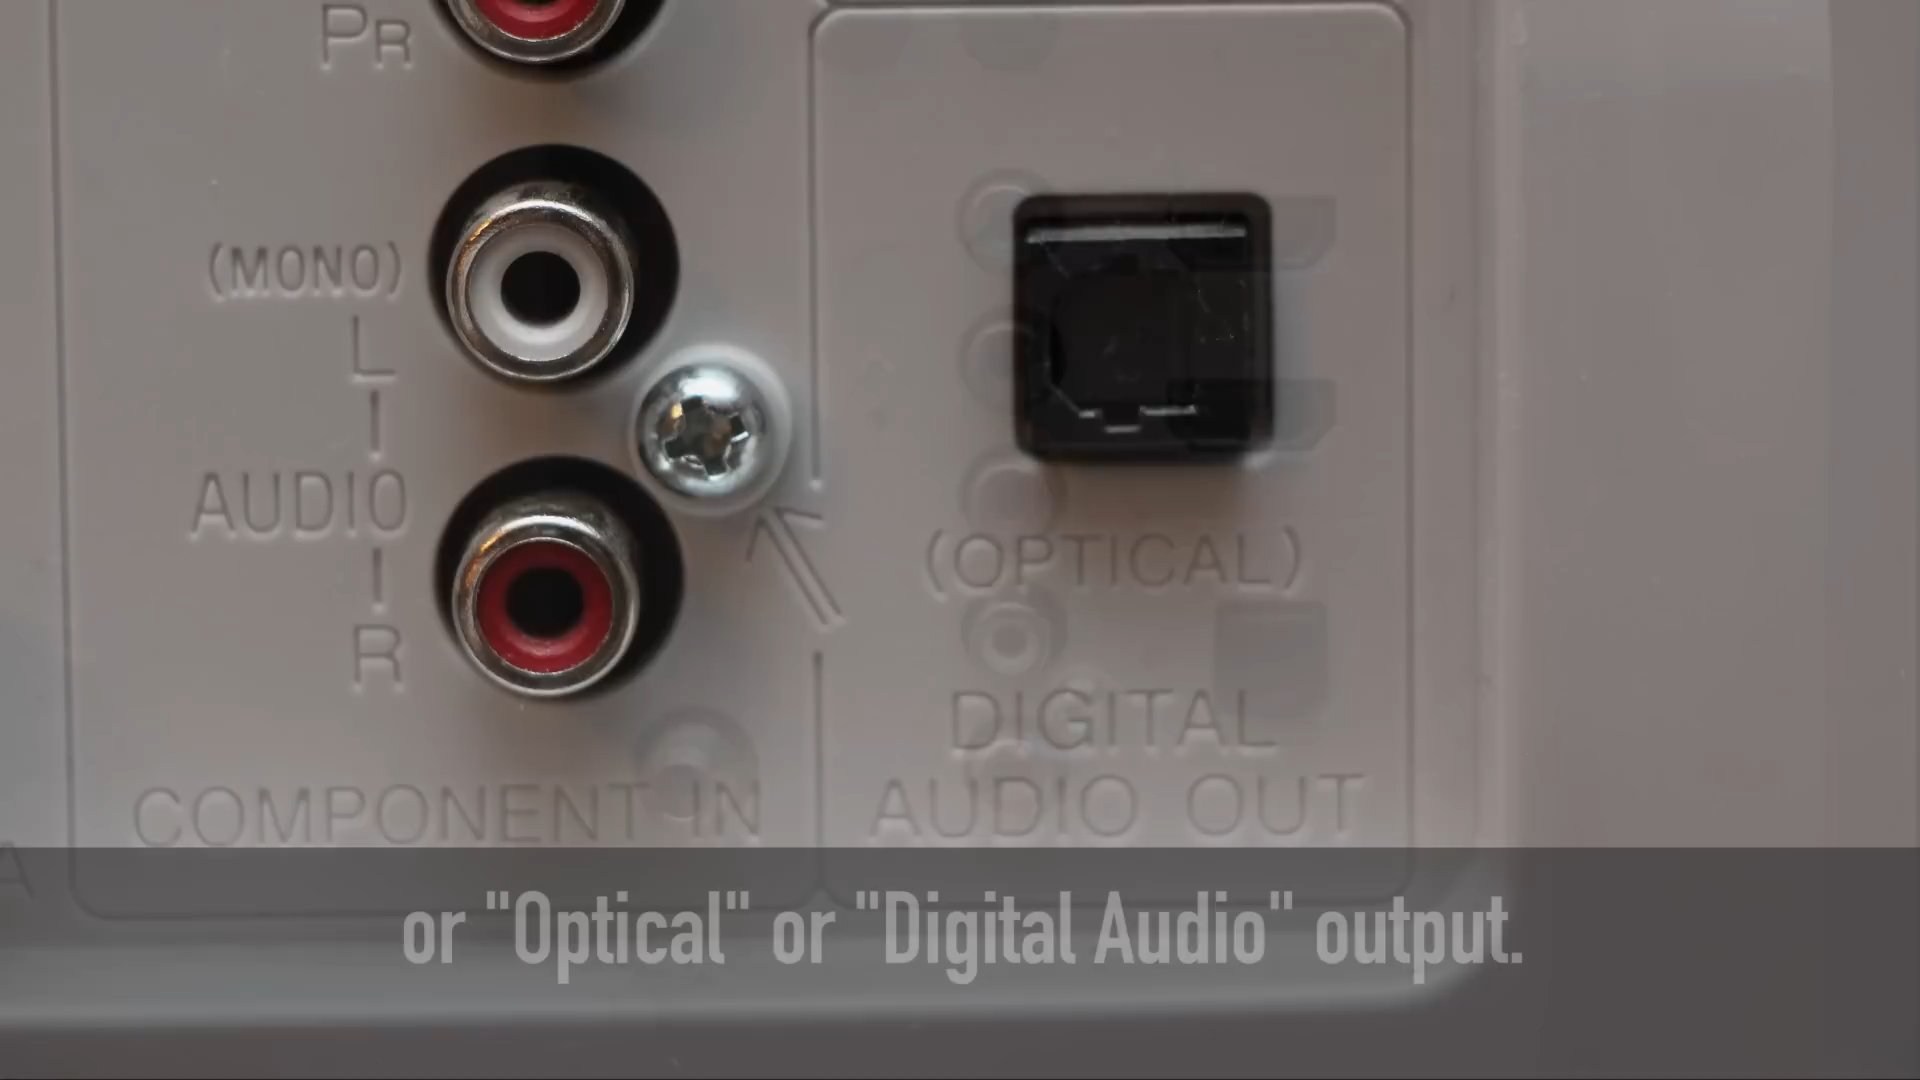 PR
(MONO)
L
AUDIO
R
COMPONENT IN
(OPTICAL)
DIGITAL
AUDIO OUT
A
or "Optical" or "Digital Audio" output.